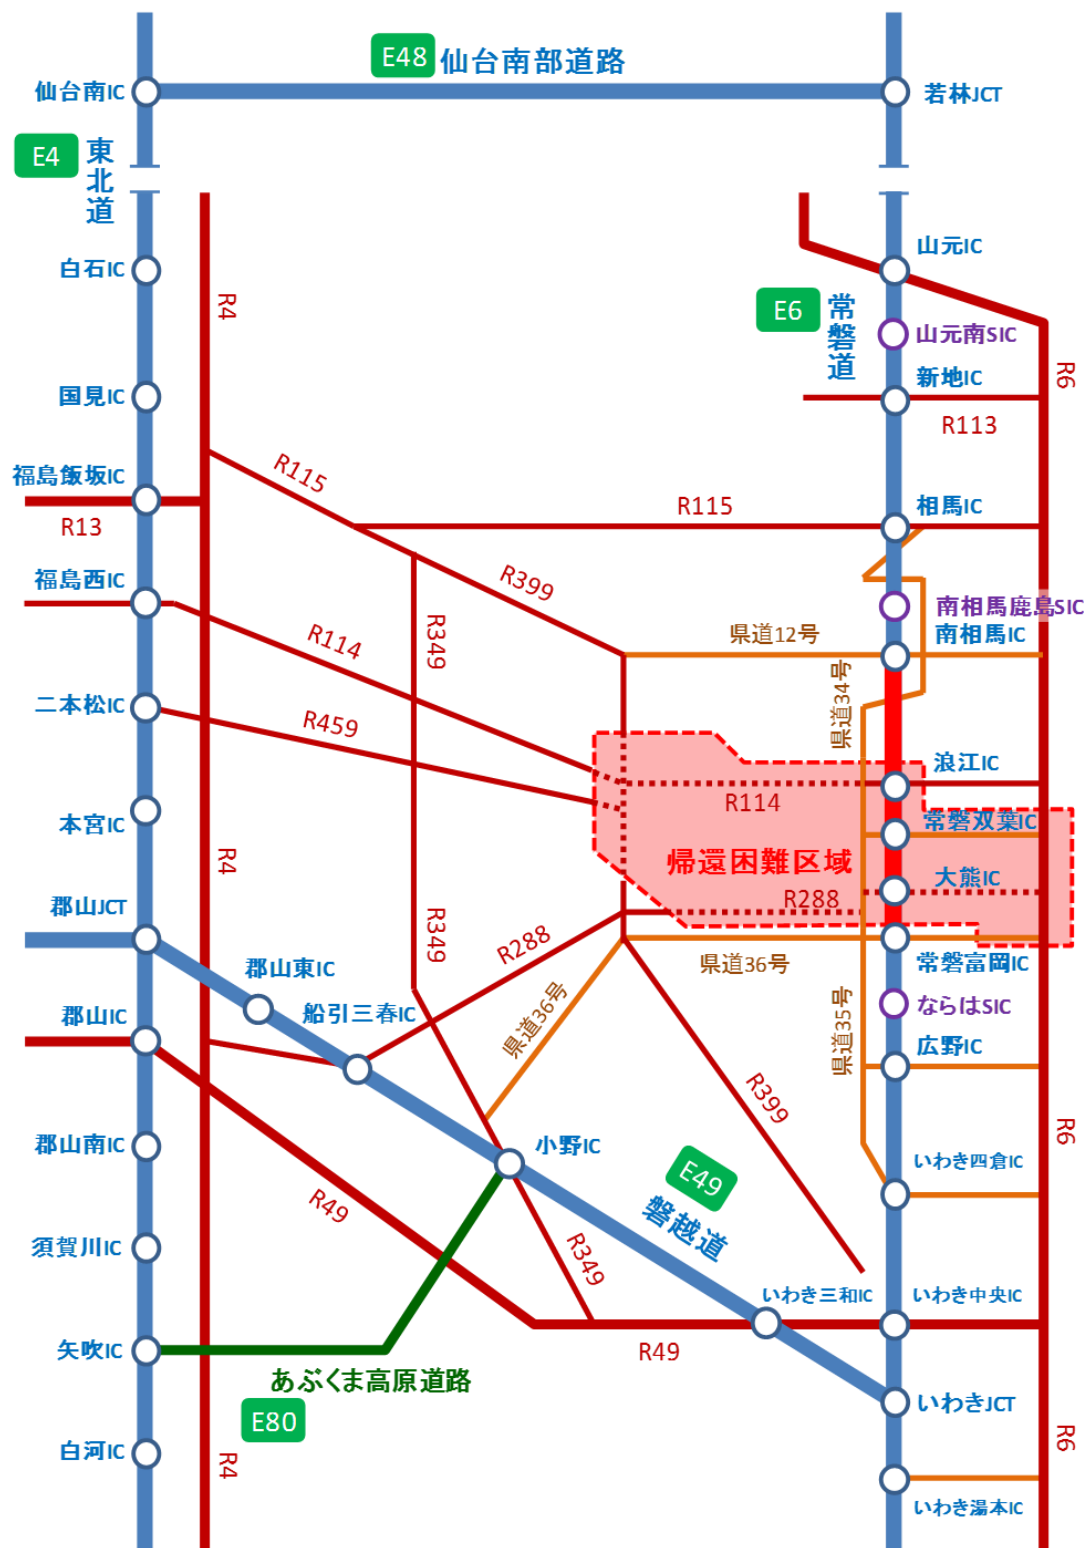 E48 仙台南部道路
仙台南IC
若林JCT
E4 東北道
白石IC
R4
山元IC
E6 常磐道
山元南SIC
新地IC
R6
国見IC
R113
福島飯坂IC
R13
R115
R115
相馬IC
福島西IC
R399
南相馬鹿島SIC
R114
R349
県道12号
南相馬IC
二本松IC
R459
県道34号
浪江IC
R114
本宮IC
常磐双葉IC
R4
帰還困難区域
大熊IC
R288
郡山JCT
R349
R288
郡山東IC
県道36号
常磐富岡IC
郡山IC
船引三春IC
県道36号
ならはSIC
県道35号
広野IC
R399
R6
郡山南IC
小野IC
いわき四倉IC
E49
磐越道
R49
須賀川IC
R349
いわき三和IC
いわき中央IC
矢吹IC
R49
あぶくま高原道路
E80
いわきJCT
白河IC
R4
R6
いわき湯本IC